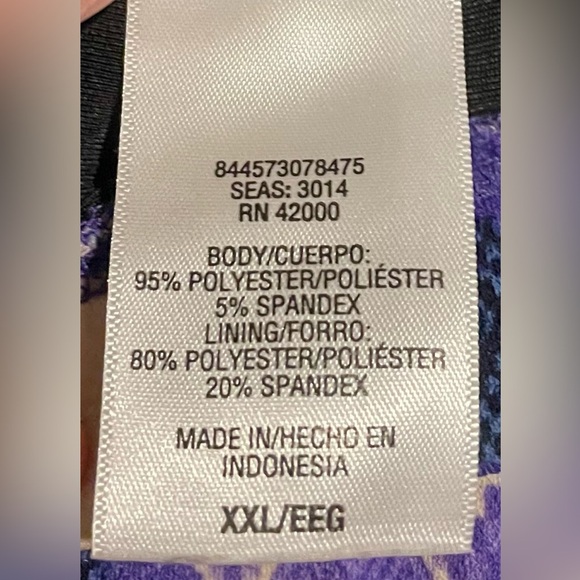 844573078475
SEAS: 3014
RN 42000
BODY/CUERPO:
95% POLYESTER/POLIÉSTER
5% SPANDEX
LINING/FORRO:
80% POLYESTER/POLIÉSTER
20% SPANDEX
MADE IN/HECHO EN
INDONESIA
XXL/EEG